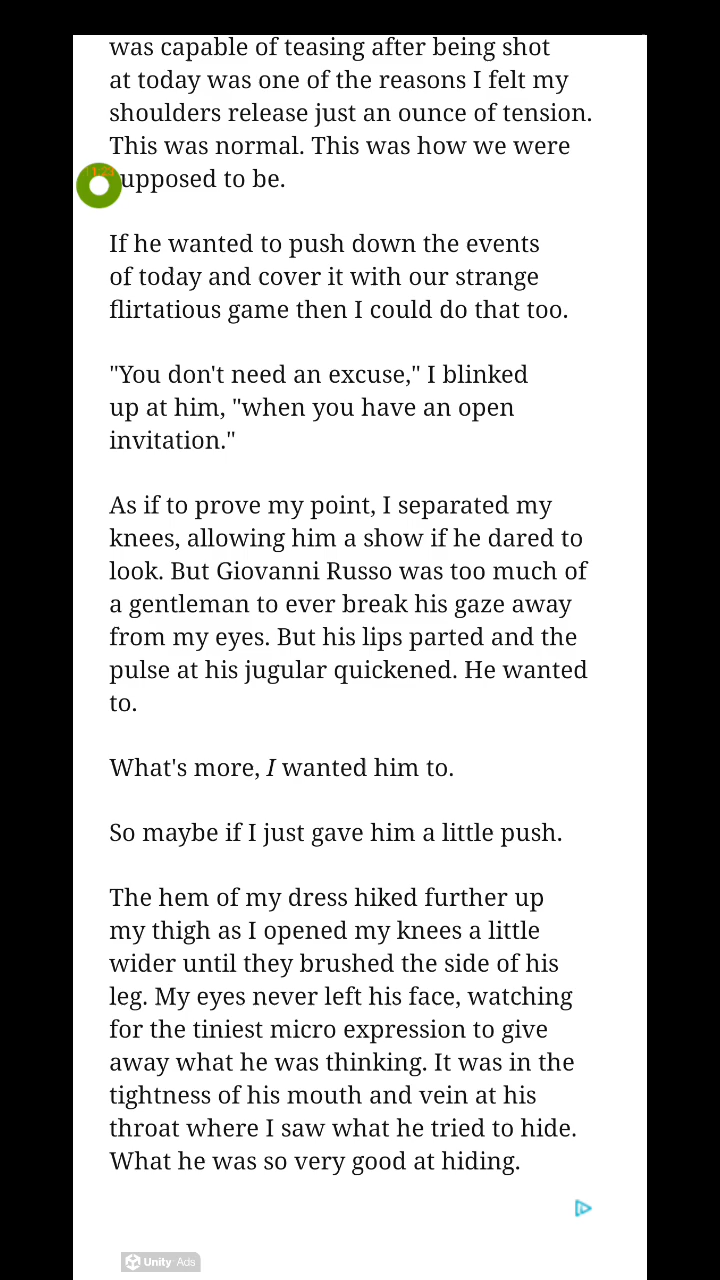 was capable of teasing after being shot
at today was one of the reasons I felt my
shoulders release just an ounce of tension.
This was normal. This was how we were
upposed to be.
If he wanted to push down the events
of today and cover it with our strange
flirtatious game then I could do that too.
"You don't need an excuse," I blinked
up at him, "when you have an open
invitation."
As if to prove my point, I separated my
knees, allowing him a show if he dared to
look. But Giovanni Russo was too much of
a gentleman to ever break his gaze away
from my eyes. But his lips parted and the
pulse at his jugular quickened. He wanted
to.
What's more, I wanted him to.
So maybe if I just gave him a little push.
The hem of my dress hiked further up
my thigh as I opened my knees a little
wider until they brushed the side of his
leg. My eyes never left his face, watching
for the tiniest micro expression to give
away what he was thinking. It was in the
tightness of his mouth and vein at his
throat where I saw what he tried to hide.
What he was so very good at hiding.
Unity Ads